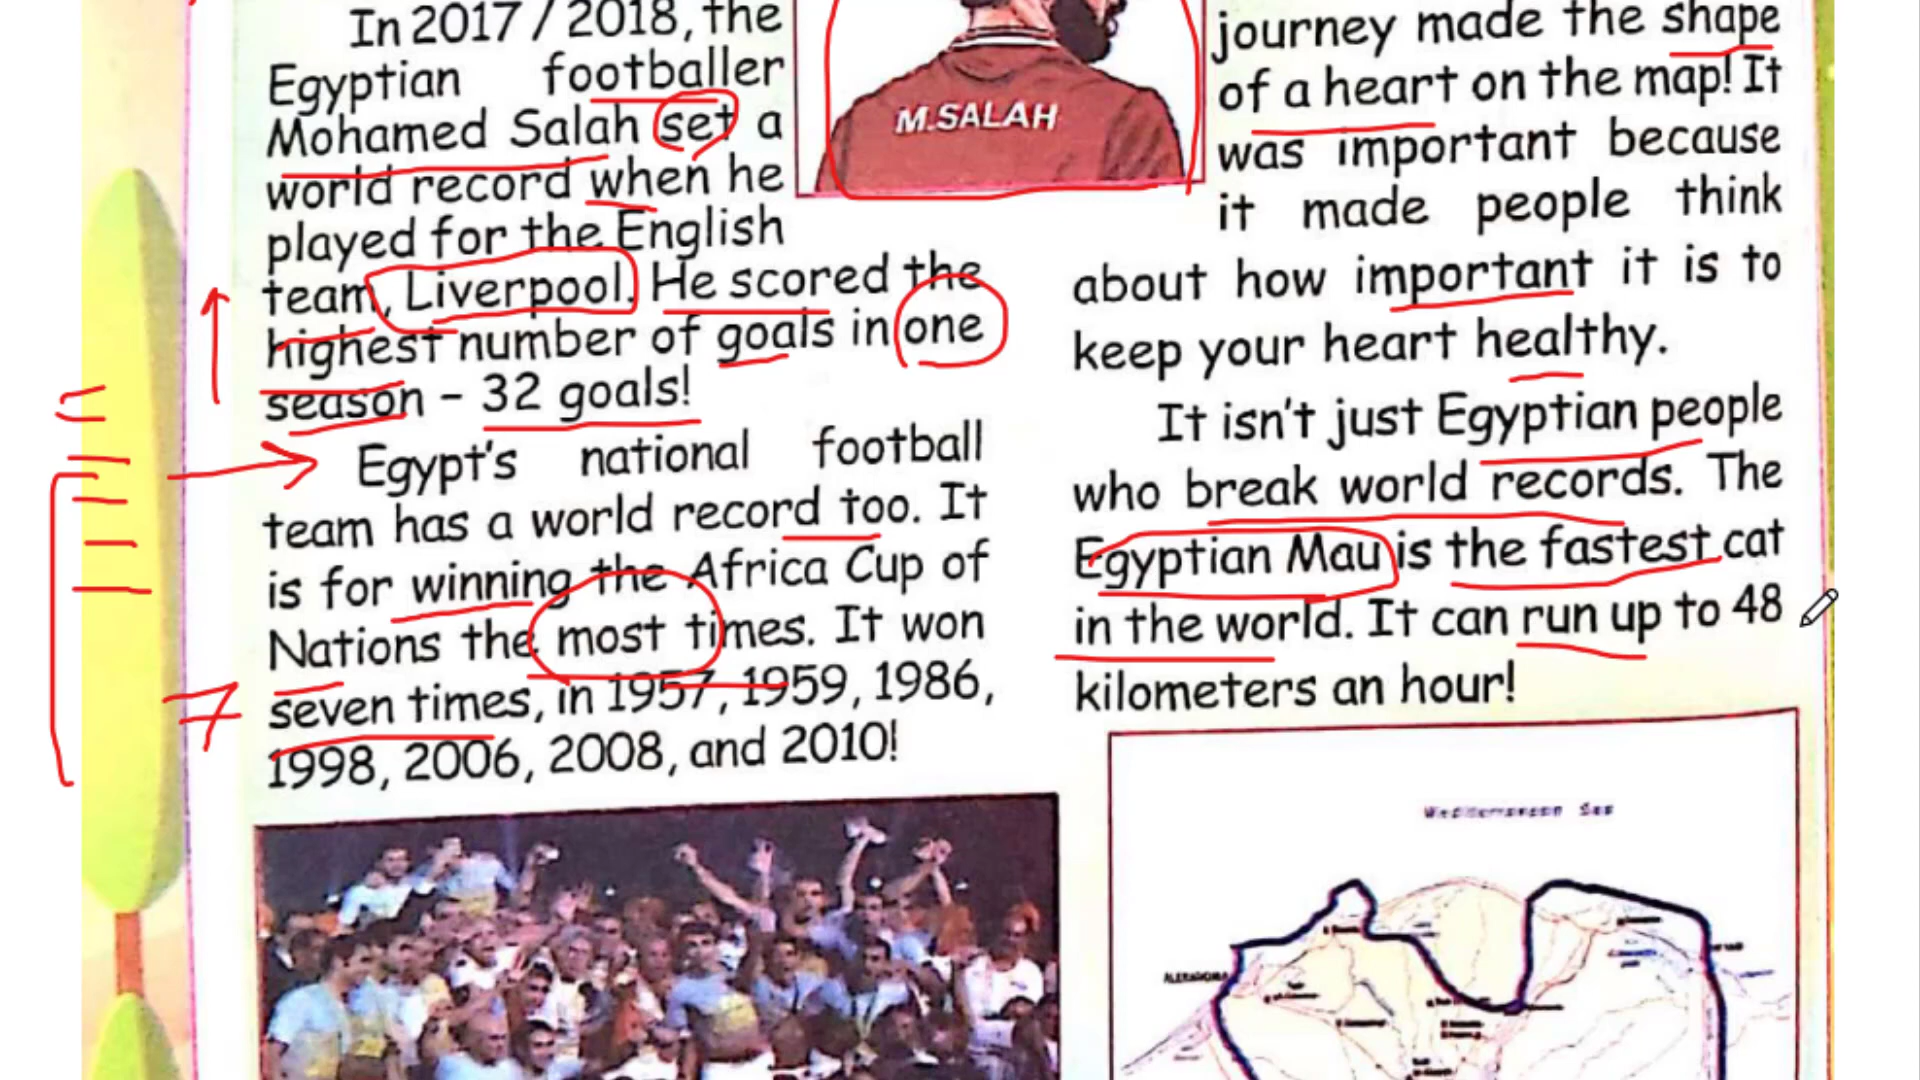 In 2017 / 2018, the
Egyptian footballer
Mohamed Salah set a
world record when he
played for the English
team, Liverpool. He scored the
highest number of goals in one
season – 32 goals!
Egypt's national football
team has a world record too. It
is for winning the Africa Cup of
Nations the most times. It won
seven times, in 1957, 1959, 1986,
1998, 2006, 2008, and 2010!
7
M.SALAH
journey made the shape
of a heart on the map! It
was important because
it made people think
about how important it is to
keep your heart healthy.
It isn't just Egyptian people
who break world records. The
Egyptian Mau is the fastest cat
in the world. It can run up to 48
kilometers an hour!
Mediterranean Sea